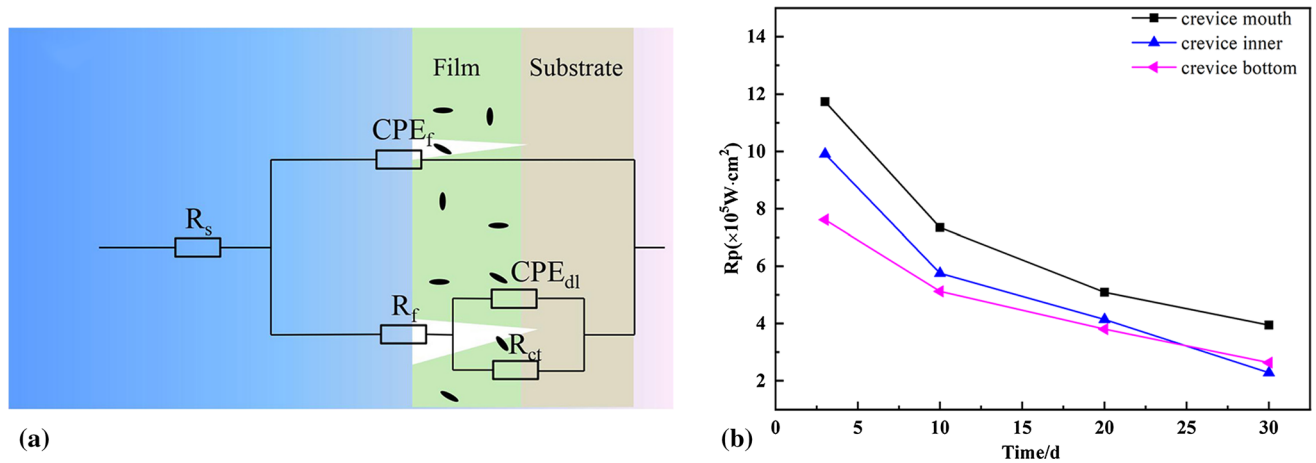 Film
Substrate
CPEf
Rs
CPEdl
Rf
Rct
(a)
crevice mouth
crevice inner
crevice bottom
14
12
10
8
6
4
2
Rp(×10⁵W·cm²)
0
5
10
15
20
25
30
Time/d
(b)